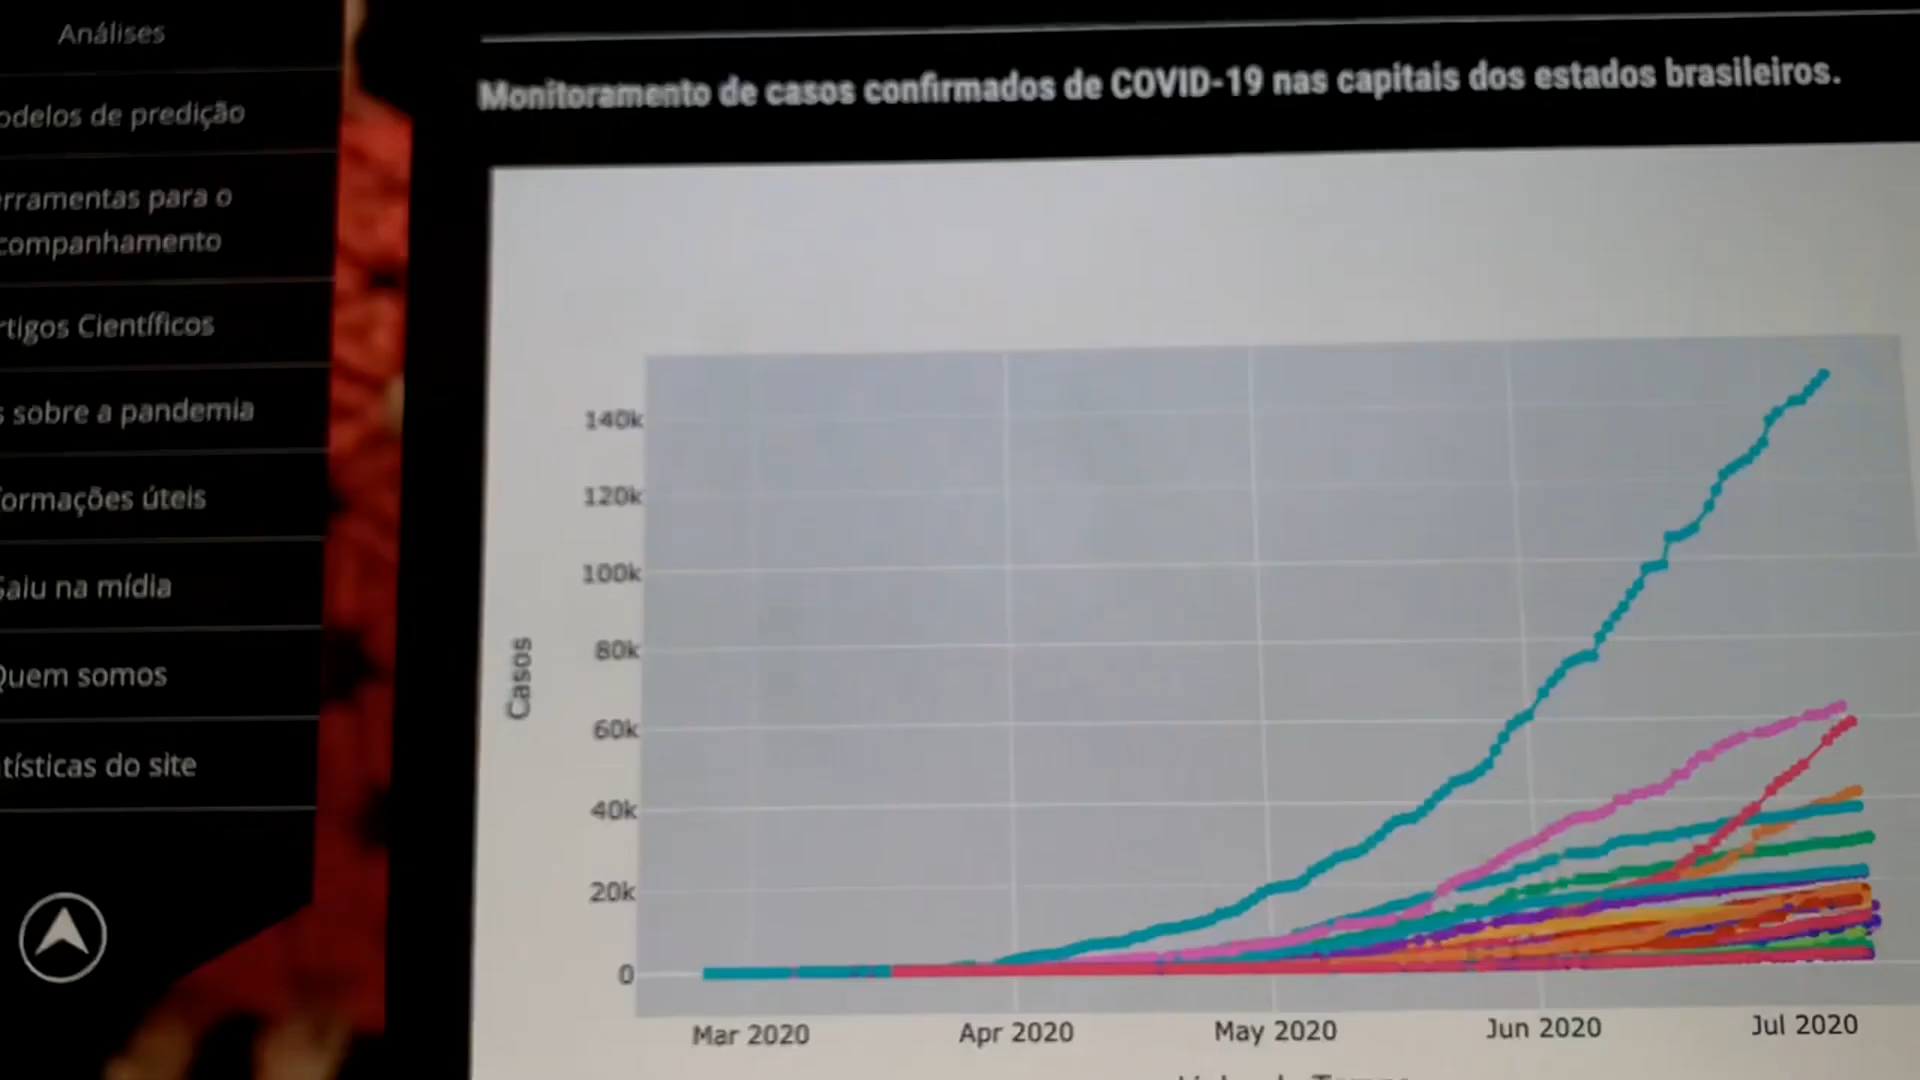 Análises
odelos de predição
erramentas para o
companhamento
rtigos Científicos
s sobre a pandemia
formações úteis
Saiu na mídia
Quem somos
tísticas do site
Monitoramento de casos confirmados de COVID-19 nas capitais dos estados brasileiros.
140k
120k
100k
80k
60k
40k
20k
0
Casos
Mar 2020 Apr 2020 May 2020 Jun 2020 Jul 2020